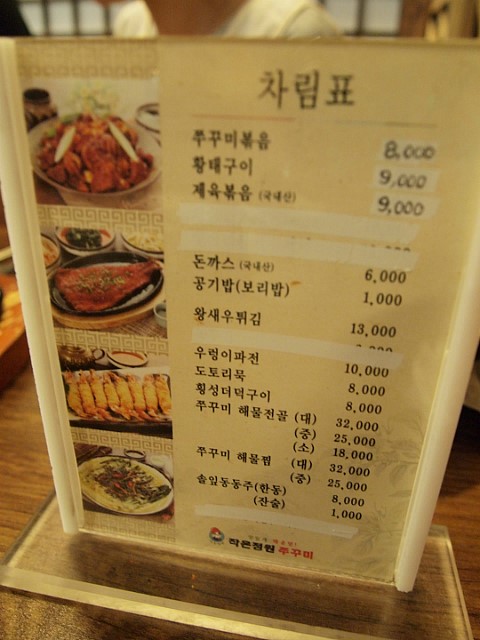 차림표
쭈꾸미볶음 8,000
황태구이 9,000
제육볶음 (국내산) 9,000
돈까스 (국내산) 6,000
공기밥(보리밥) 1,000
왕새우튀김 13,000
우렁이파전 10,000
도토리묵 8,000
횡성더덕구이 8,000
쭈꾸미 해물전골 (대) 32,000
(중) 25,000
(소) 18,000
쭈꾸미 해물찜 (대) 32,000
(중) 25,000
솔잎동동주(한동) 8,000
(잔술) 1,000
작은정원 쭈꾸미